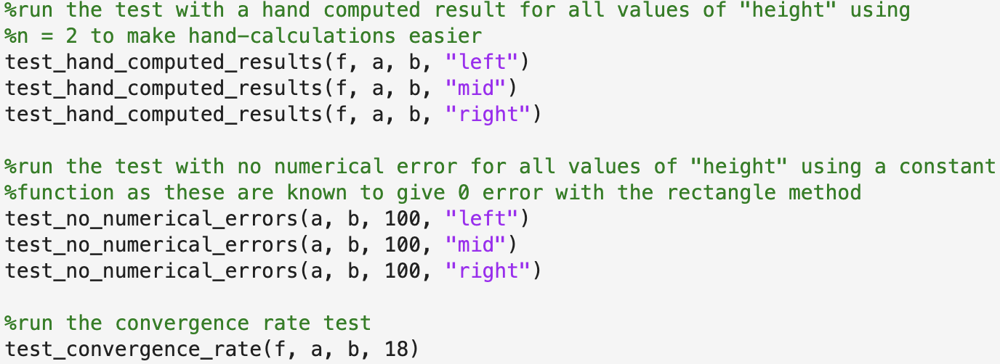 %run the test with a hand computed result for all values of "height" using
%n = 2 to make hand-calculations easier
test_hand_computed_results(f, a, b, "left")
test_hand_computed_results(f, a, b, "mid")
test_hand_computed_results(f, a, b, "right")
%run the test with no numerical error for all values of "height" using a constant
%function as these are known to give 0 error with the rectangle method
test_no_numerical_errors(a, b, 100, "left")
test_no_numerical_errors(a, b, 100, "mid")
test_no_numerical_errors(a, b, 100, "right")
%run the convergence rate test
test_convergence_rate(f, a, b, 18)